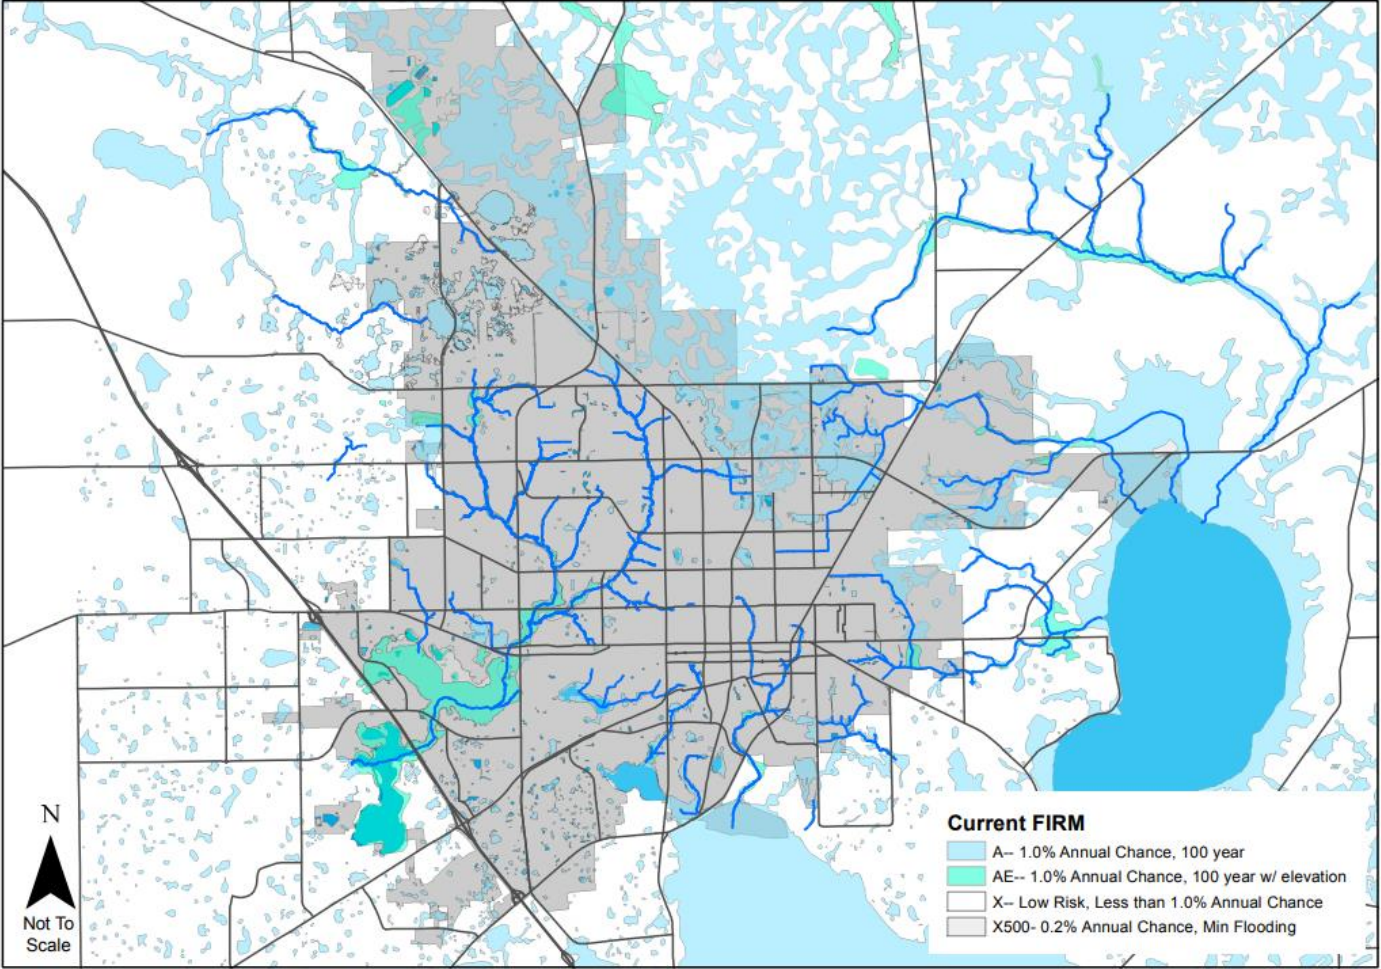 N
Not To
Scale
Current FIRM
A-- 1.0% Annual Chance, 100 year
AE-- 1.0% Annual Chance, 100 year w/ elevation
X-- Low Risk, Less than 1.0% Annual Chance
X500- 0.2% Annual Chance, Min Flooding